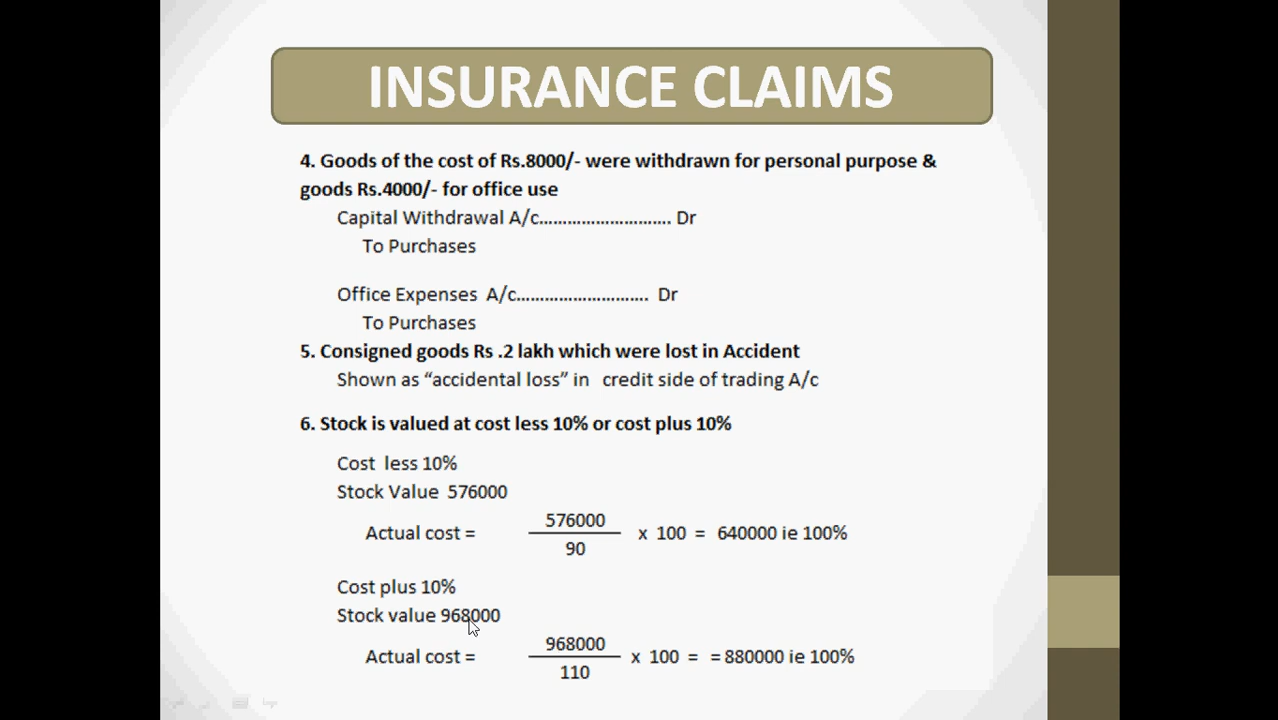 INSURANCE CLAIMS
4. Goods of the cost of Rs.8000/- were withdrawn for personal purpose &
goods Rs.4000/- for office use
Capital Withdrawal A/c............................ Dr
To Purchases
Office Expenses A/c............................ Dr
To Purchases
5. Consigned goods Rs .2 lakh which were lost in Accident
Shown as “accidental loss” in credit side of trading A/c
6. Stock is valued at cost less 10% or cost plus 10%
Cost less 10%
Stock Value 576000
576000
Actual cost = x 100 = 640000 ie 100%
90
Cost plus 10%
Stock value 968000
968000
Actual cost = x 100 = = 880000 ie 100%
110